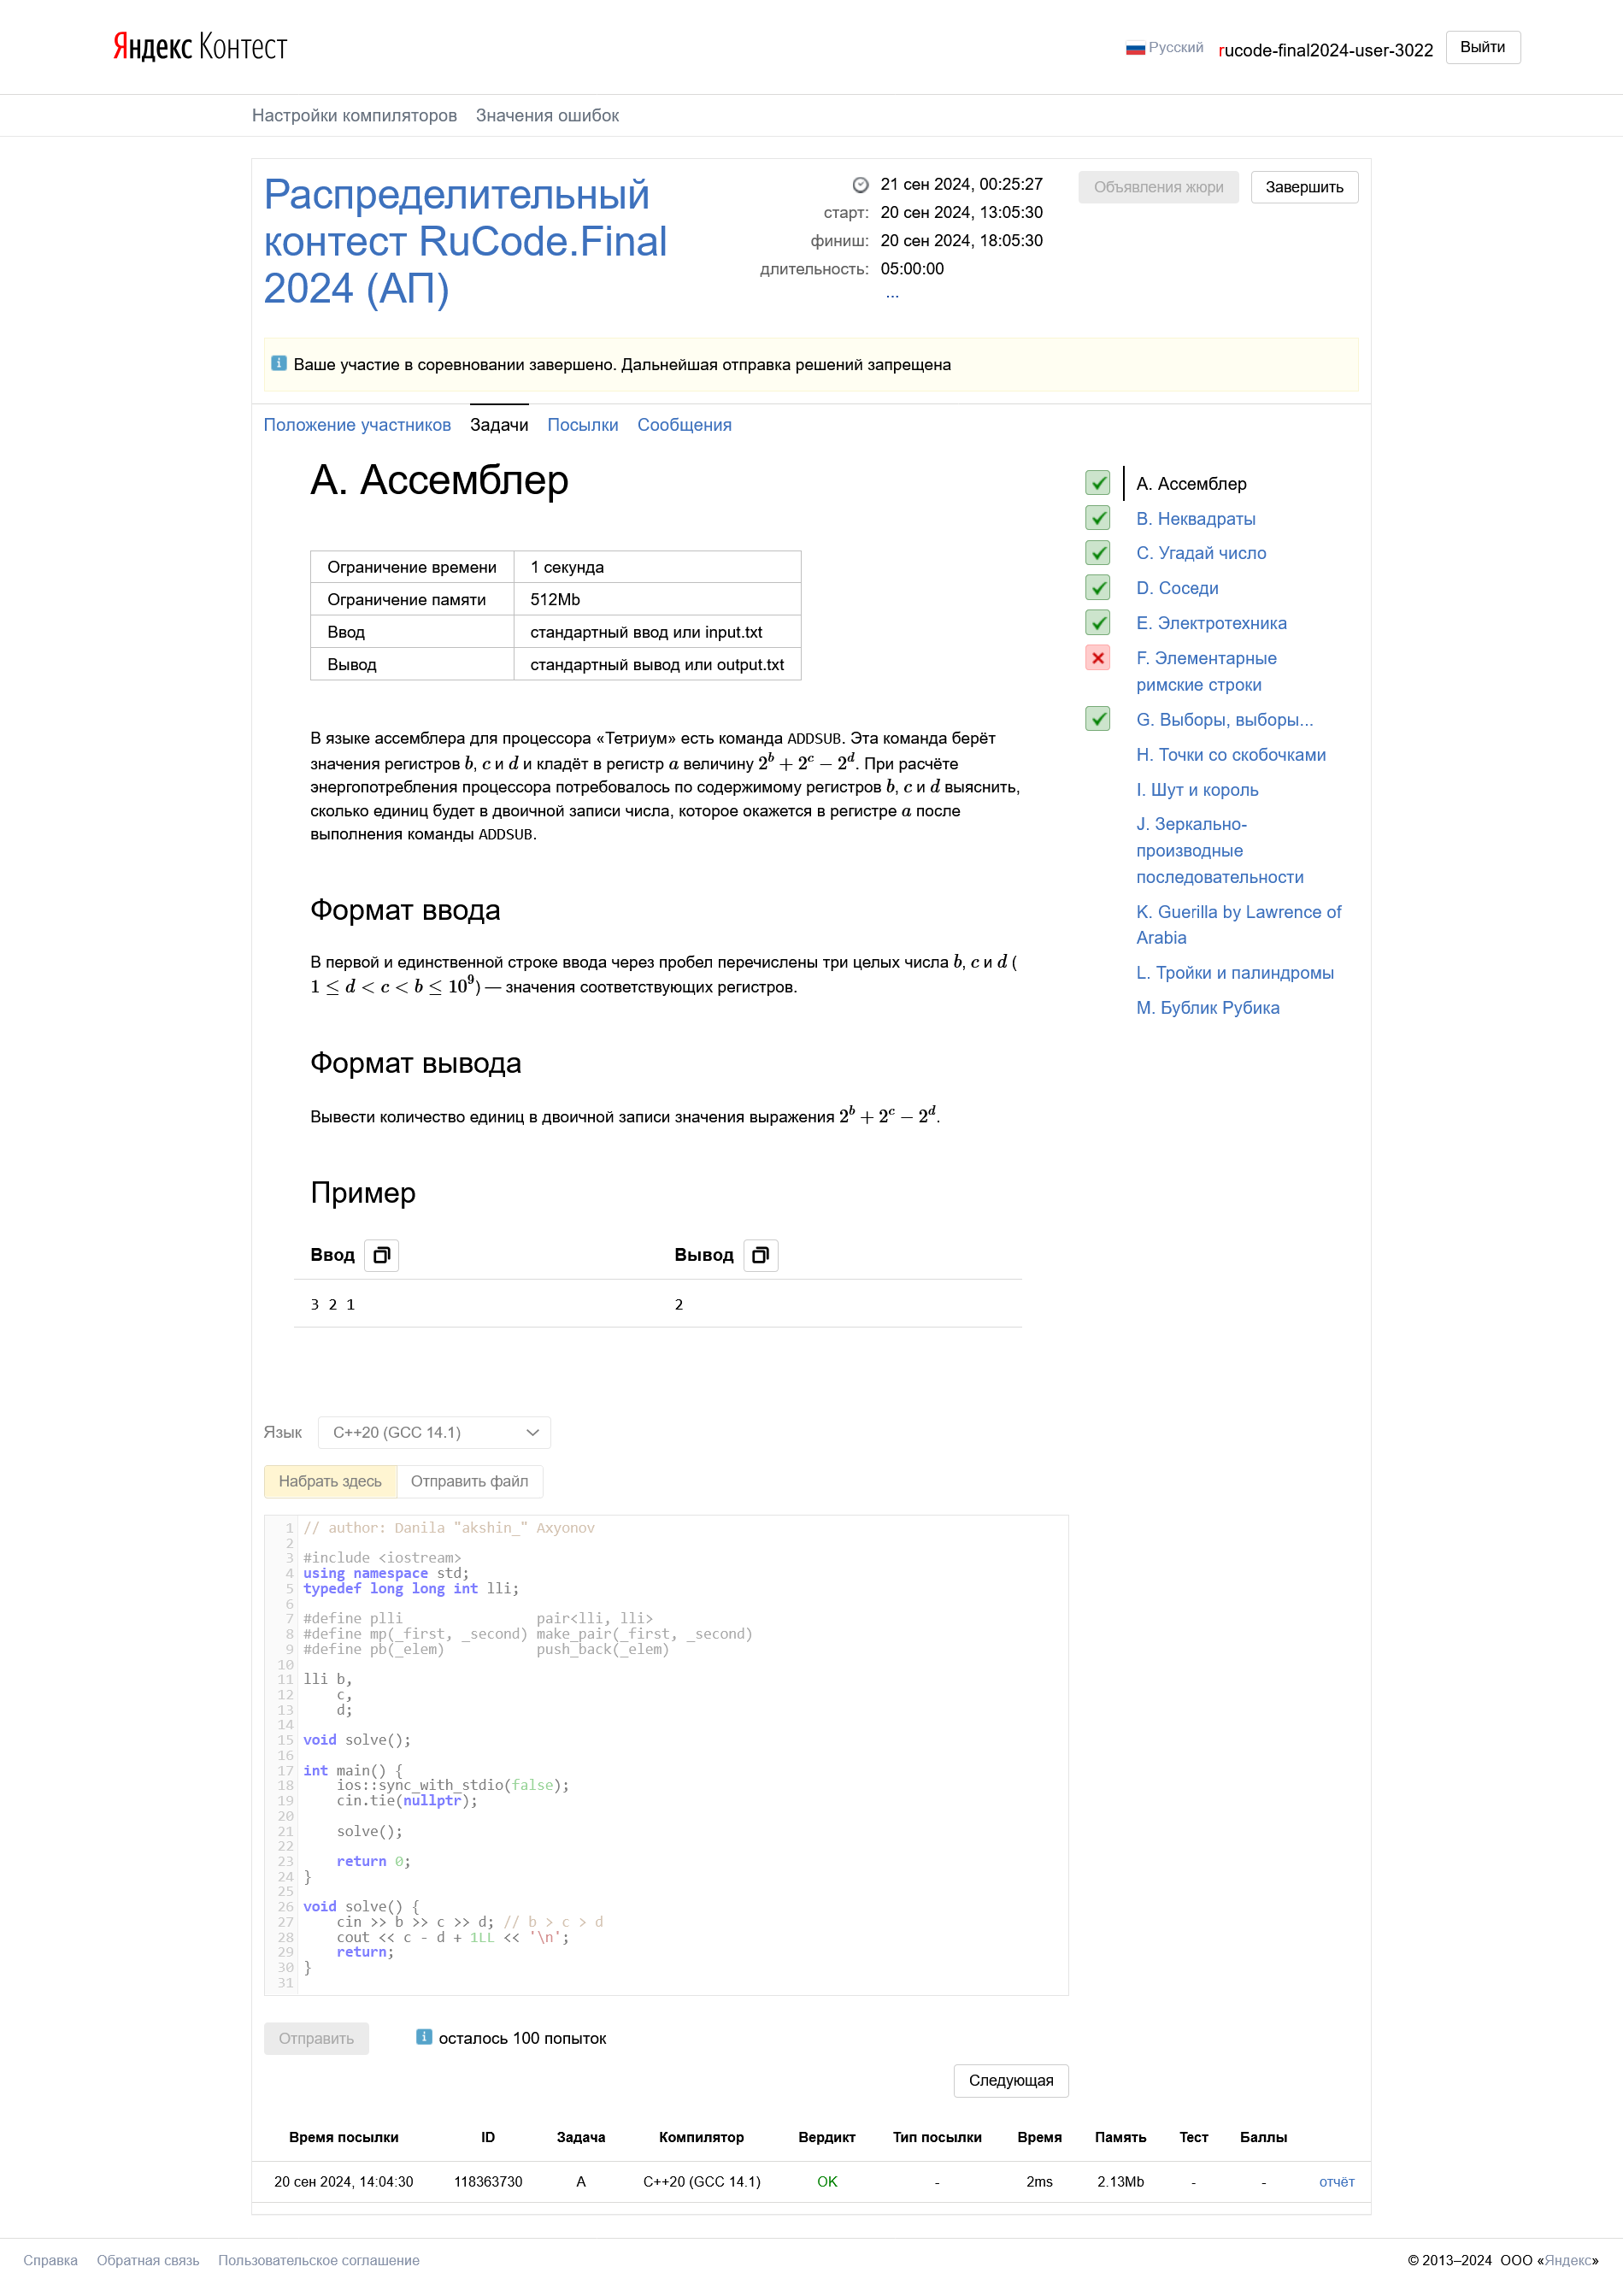 Яндекс Контест
Русский rucode-final2024-user-3022 Выйти
Настройки компиляторов Значения ошибок
Распределительный
контест RuCode.Final
2024 (АП)
21 сен 2024, 00:25:27
старт: 20 сен 2024, 13:05:30
финиш: 20 сен 2024, 18:05:30
длительность: 05:00:00
...
Объявления жюри Завершить
Ваше участие в соревновании завершено. Дальнейшая отправка решений запрещена
Положение участников Задачи Посылки Сообщения
A. Ассемблер
Ограничение времени 1 секунда
Ограничение памяти 512Mb
Ввод стандартный ввод или input.txt
Вывод стандартный вывод или output.txt
В языке ассемблера для процессора «Тетриум» есть команда ADDSUB. Эта команда берёт
значения регистров b, c и d и кладёт в регистр a величину 2^b + 2^c − 2^d. При расчёте
энергопотребления процессора потребовалось по содержимому регистров b, c и d выяснить,
сколько единиц будет в двоичной записи числа, которое окажется в регистре a после
выполнения команды ADDSUB.
Формат ввода
В первой и единственной строке ввода через пробел перечислены три целых числа b, c и d (
1 ≤ d < c < b ≤ 10^9) — значения соответствующих регистров.
Формат вывода
Вывести количество единиц в двоичной записи значения выражения 2^b + 2^c − 2^d.
Пример
Ввод Вывод
3 2 1 2
A. Ассемблер
B. Неквадраты
C. Угадай число
D. Соседи
E. Электротехника
F. Элементарные
римские строки
G. Выборы, выборы...
H. Точки со скобочками
I. Шут и король
J. Зеркально-
производные
последовательности
K. Guerilla by Lawrence of
Arabia
L. Тройки и палиндромы
M. Бублик Рубика
Язык C++20 (GCC 14.1)
Набрать здесь Отправить файл
1 // author: Danila "akshin_" Axyonov
2
3 #include <iostream>
4 using namespace std;
5 typedef long long int lli;
6
7 #define plli                pair<lli, lli>
8 #define mp(_first, _second) make_pair(_first, _second)
9 #define pb(_elem)           push_back(_elem)
10
11 lli b,
12     c,
13     d;
14
15 void solve();
16
17 int main() {
18     ios::sync_with_stdio(false);
19     cin.tie(nullptr);
20
21     solve();
22
23     return 0;
24 }
25
26 void solve() {
27     cin >> b >> c >> d; // b > c > d
28     cout << c - d + 1LL << '\n';
29     return;
30 }
31
Отправить осталось 100 попыток
Следующая
Время посылки ID Задача Компилятор Вердикт Тип посылки Время Память Тест Баллы
20 сен 2024, 14:04:30 118363730 A C++20 (GCC 14.1) OK - 2ms 2.13Mb - - отчёт
Справка Обратная связь Пользовательское соглашение © 2013–2024 ООО «Яндекс»